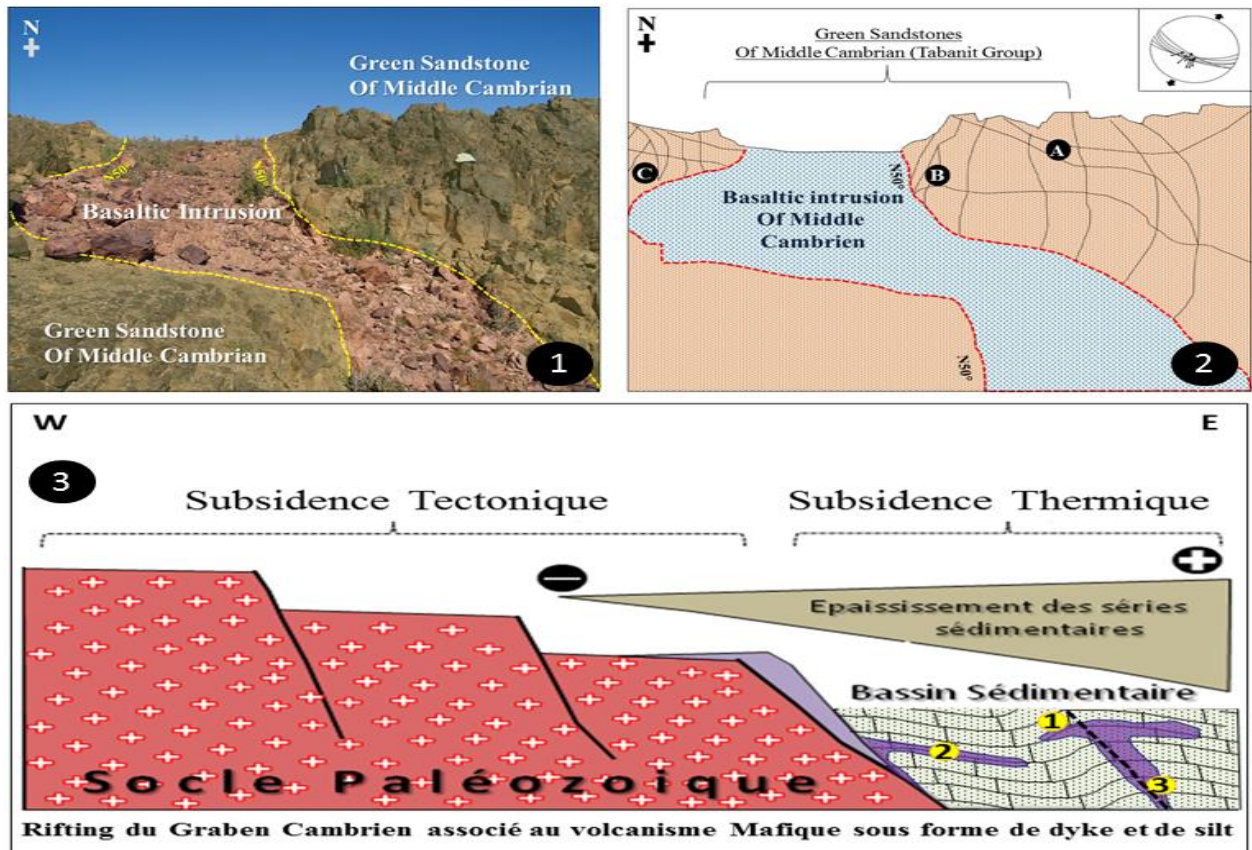 N
Green Sandstone
Of Middle Cambrian
N50°
N50°
Basaltic Intrusion
Green Sandstone
Of Middle Cambrian
1
N
Green Sandstones
Of Middle Cambrian (Tabanit Group)
A
B
C
N50°
Basaltic intrusion
Of Middle
Cambrien
N50°
2
W
E
3
Subsidence Tectonique
Subsidence Thermique
Epaississement des séries
sédimentaires
Bassin Sédimentaire
1
2
3
Socle Paléozoique
Rifting du Graben Cambrien associé au volcanisme Mafique sous forme de dyke et de silt